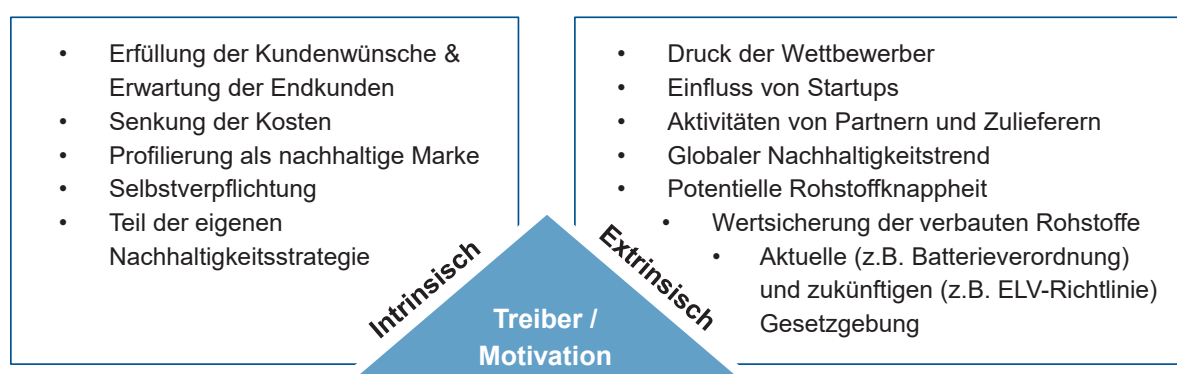 • Erfüllung der Kundenwünsche &
Erwartung der Endkunden
• Senkung der Kosten
• Profilierung als nachhaltige Marke
• Selbstverpflichtung
• Teil der eigenen
Nachhaltigkeitsstrategie
• Druck der Wettbewerber
• Einfluss von Startups
• Aktivitäten von Partnern und Zulieferern
• Globaler Nachhaltigkeitstrend
• Potentielle Rohstoffknappheit
• Wertsicherung der verbauten Rohstoffe
• Aktuelle (z.B. Batterieverordnung)
und zukünftigen (z.B. ELV-Richtlinie)
Gesetzgebung
Intrinsisch
Extrinsisch
Treiber /
Motivation